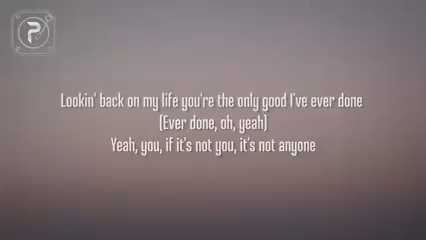 Lookin' back on my life you're the only good I've ever done
(Ever done, oh, yeah)
Yeah, you, if it's not you, it's not anyone